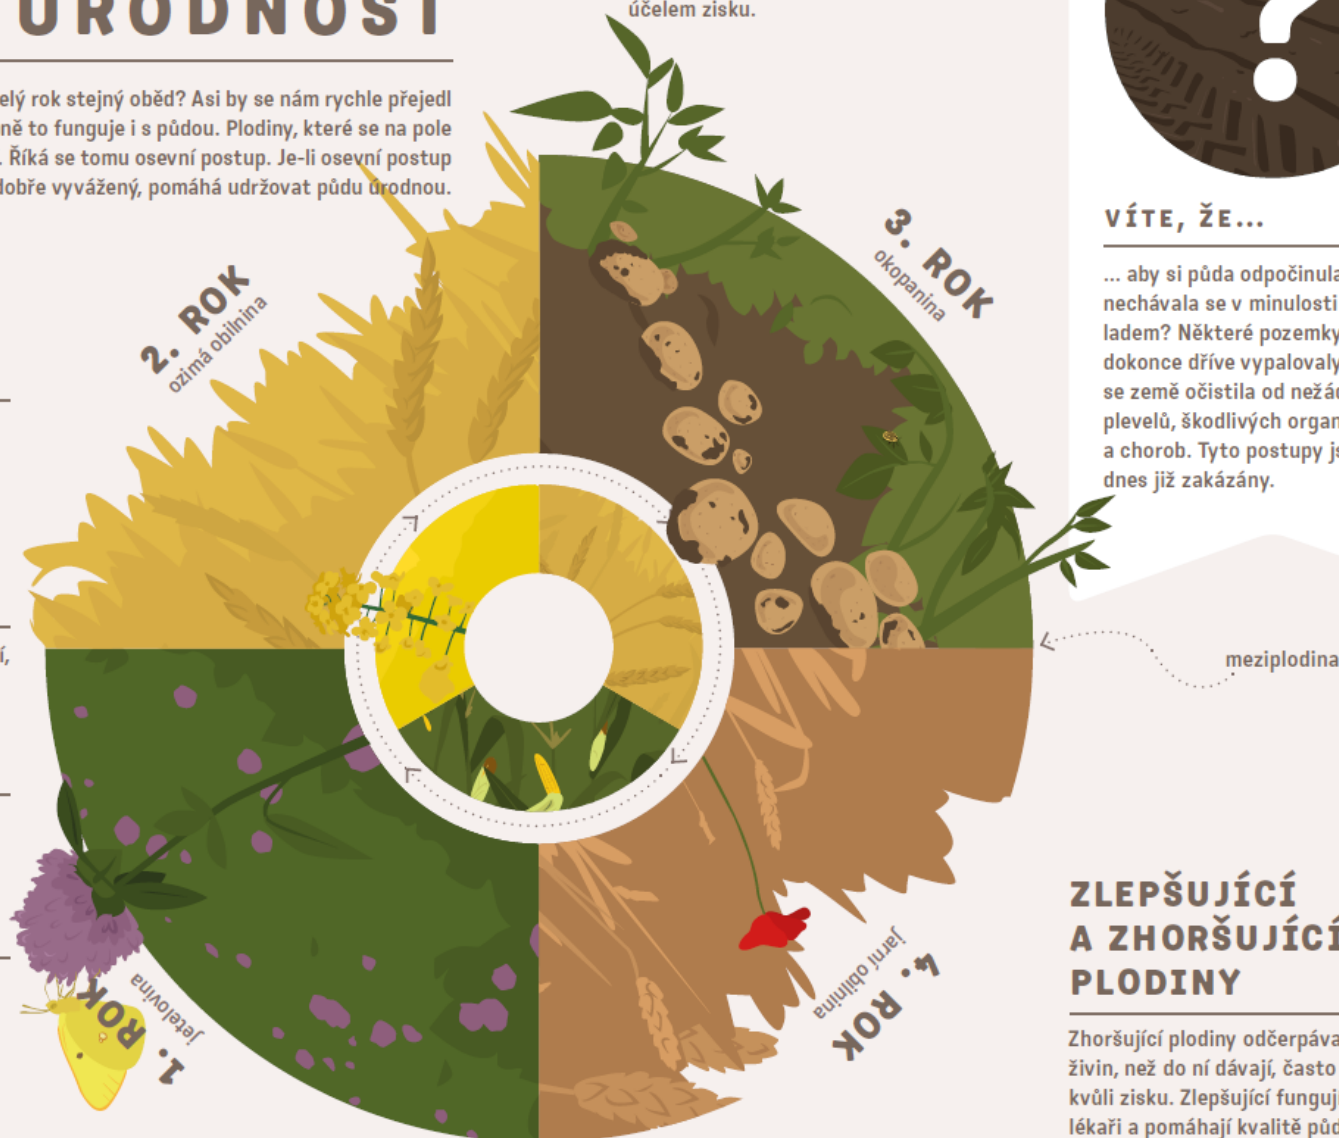 ÚRODNOST
účelem zisku.
elý rok stejný oběd? Asi by se nám rychle přejedl
ně to funguje i s půdou. Plodiny, které se na pole
. Říká se tomu osevní postup. Je-li osevní postup
dobře vyvážený, pomáhá udržovat půdu úrodnou.
?
VÍTE, ŽE...
... aby si půda odpočinula
nechávala se v minulosti
ladem? Některé pozemky
dokonce dříve vypalovaly
se země očistila od nežád
plevelů, škodlivých organ
a chorob. Tyto postupy js
dnes již zakázány.
2. ROK
ozimá obilnina
3. ROK
okopanina
í,
meziplodina
1. ROK
jetelovina
4. ROK
jarní obilnina
ZLEPŠUJÍCÍ
A ZHORŠUJÍCÍ
PLODINY
Zhoršující plodiny odčerpáva
živin, než do ní dávají, často
kvůli zisku. Zlepšující funguj
lékaři a pomáhají kvalitě půd